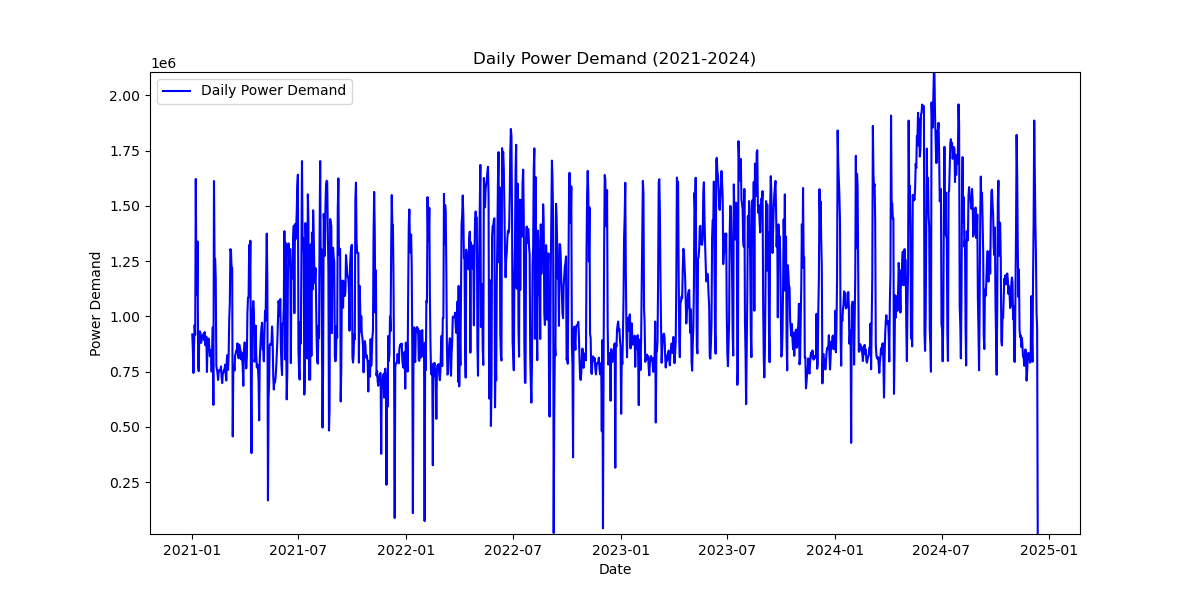 Daily Power Demand (2021-2024)
1e6
Daily Power Demand
2.00
1.75
1.50
1.25
1.00
0.75
0.50
0.25
Power Demand
2021-01 2021-07 2022-01 2022-07 2023-01 2023-07 2024-01 2024-07 2025-01
Date